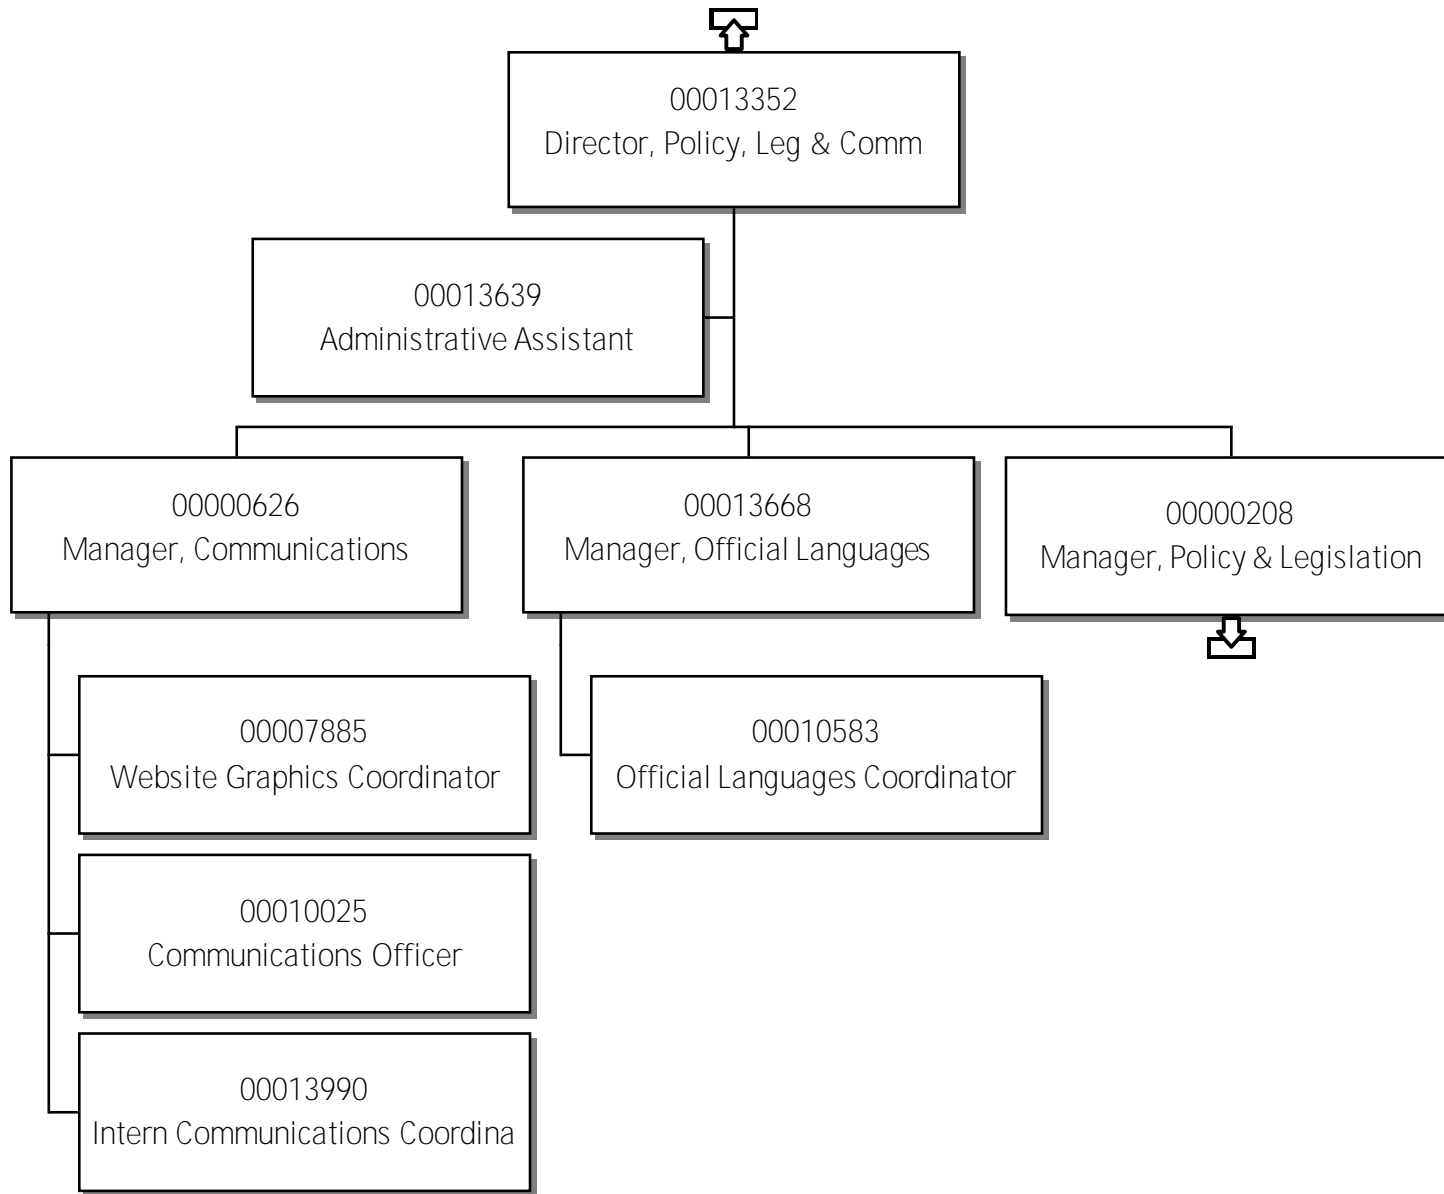 00013352
Director, Policy, Leg & Comm
00013639
Administrative Assistant
00000626
Manager, Communications
00013668
Manager, Official Languages
00000208
Manager, Policy & Legislation
00007885
Website Graphics Coordinator
00010583
Official Languages Coordinator
00010025
Communications Officer
00013990
Intern Communications Coordina